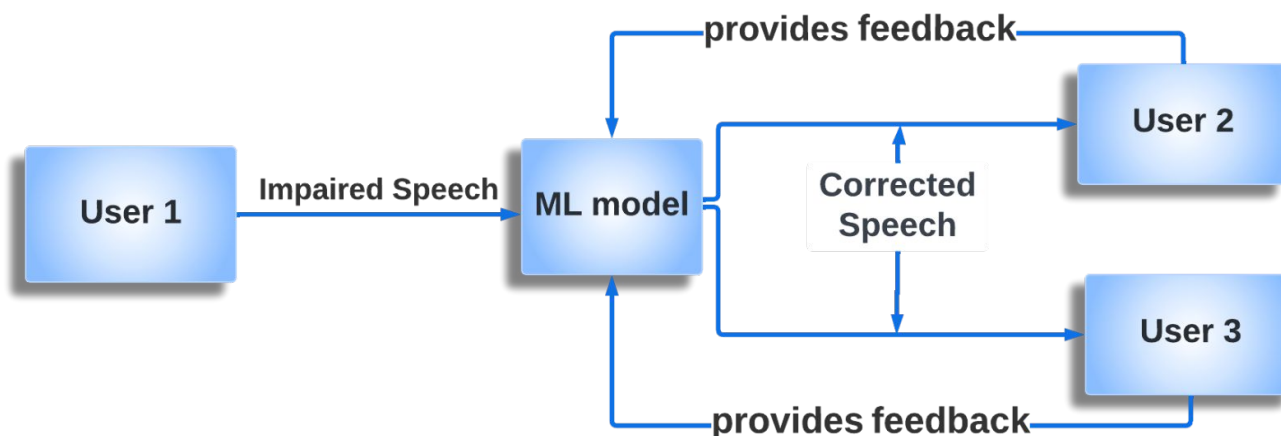 provides feedback
User 2
Impaired Speech
User 1
ML model
Corrected
Speech
User 3
provides feedback